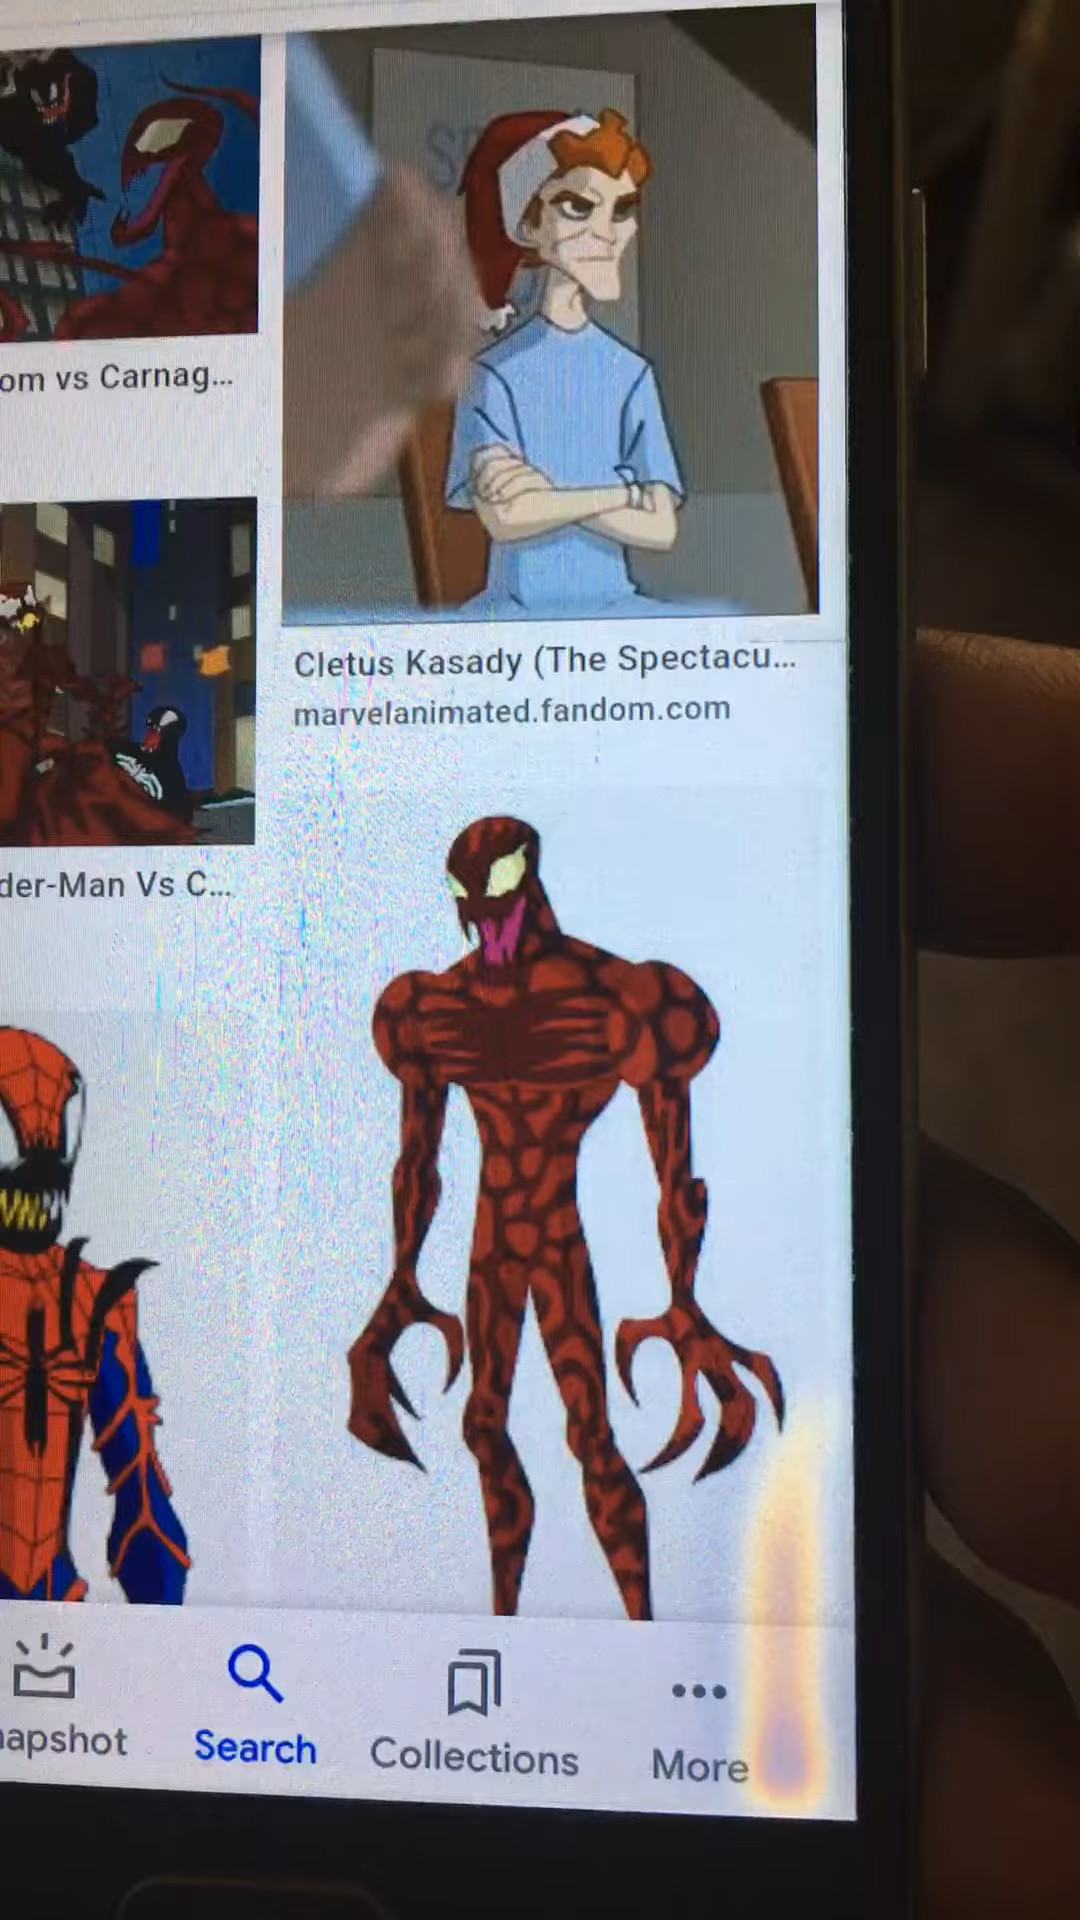 om vs Carnag...
Cletus Kasady (The Spectacu...
marvelanimated.fandom.com
der-Man Vs C...
apshot
Search
Collections
More